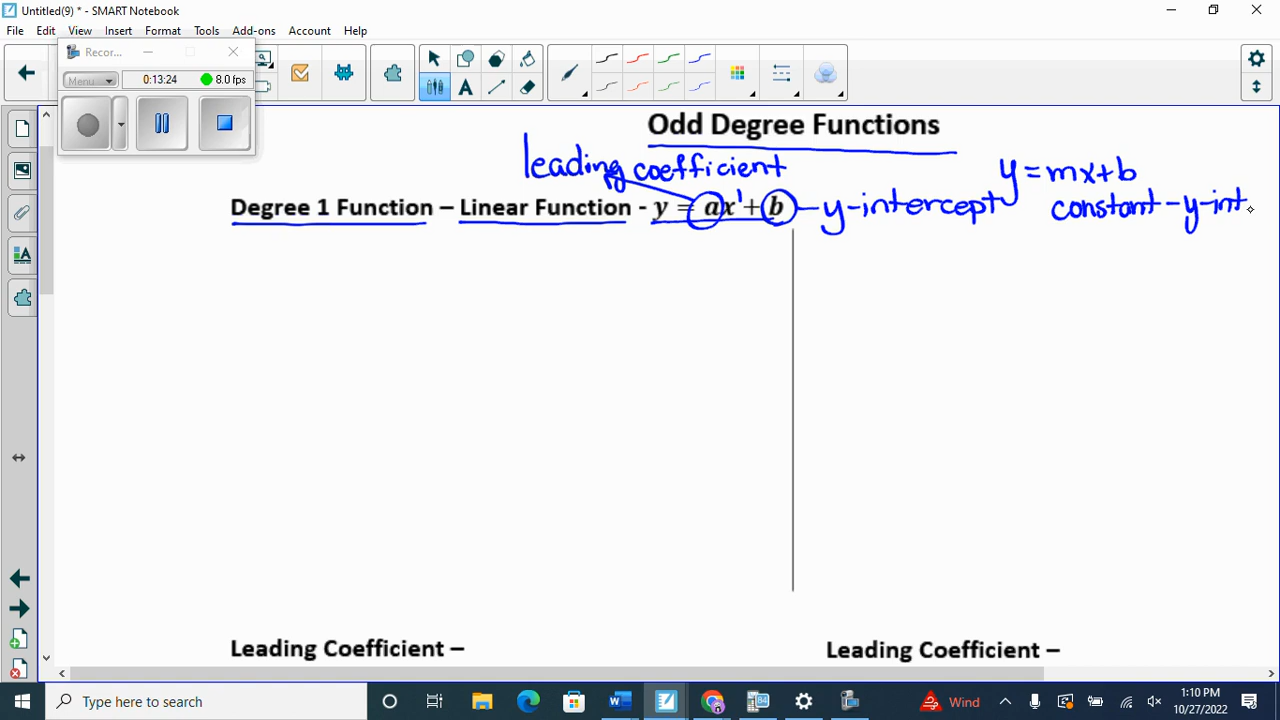 Untitled(9) * - SMART Notebook
File Edit View Insert Format Tools Add-ons Account Help
Recor...
Menu 0:13:24 8.0 fps
Odd Degree Functions
leading coefficient
y = mx+b
Degree 1 Function – Linear Function - y = ax¹+ b – y-intercept
constant - y-int
Leading Coefficient –
Leading Coefficient –
Type here to search
Wind
1:10 PM
10/27/2022